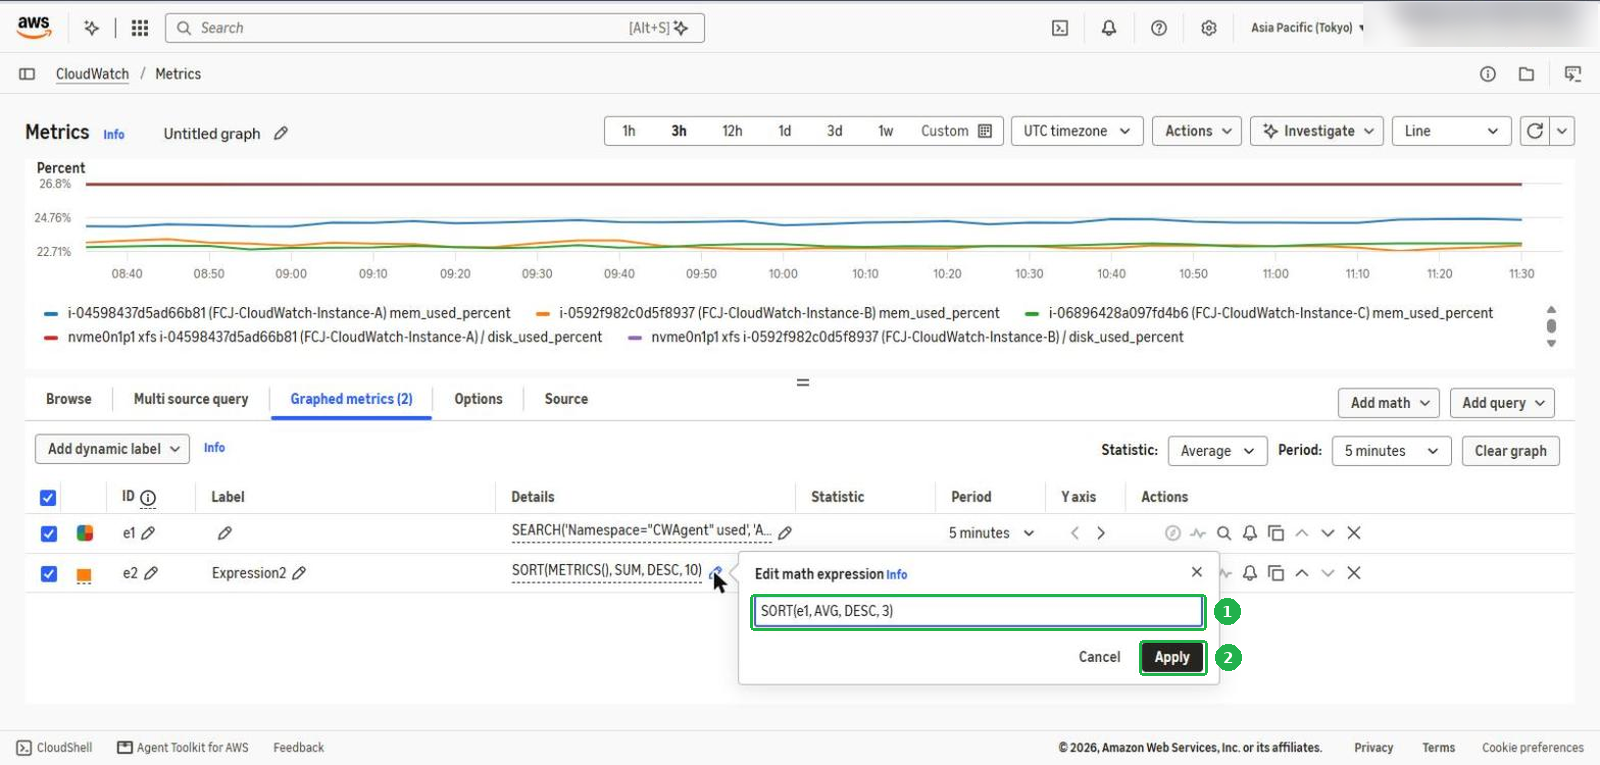 aws
Search [Alt+S]
Asia Pacific (Tokyo)
CloudWatch / Metrics
Metrics Info Untitled graph 1h 3h 12h 1d 3d 1w Custom UTC timezone Actions Investigate Line
Percent
26.8%
24.76%
22.71%
08:40 08:50 09:00 09:10 09:20 09:30 09:40 09:50 10:00 10:10 10:20 10:30 10:40 10:50 11:00 11:10 11:20 11:30
i-04598437d5ad66b81 (FCJ-CloudWatch-Instance-A) mem_used_percent i-0592f982c0d5f8937 (FCJ-CloudWatch-Instance-B) mem_used_percent i-06896428a097fd4b6 (FCJ-CloudWatch-Instance-C) mem_used_percent
nvme0n1p1 xfs i-04598437d5ad66b81 (FCJ-CloudWatch-Instance-A) / disk_used_percent nvme0n1p1 xfs i-0592f982c0d5f8937 (FCJ-CloudWatch-Instance-B) / disk_used_percent
Browse Multi source query Graphed metrics (2) Options Source Add math Add query
Add dynamic label Info Statistic: Average Period: 5 minutes Clear graph
ID Label Details Statistic Period Y axis Actions
e1 SEARCH('Namespace="CWAgent" used', 'A... 5 minutes
e2 Expression2 SORT(METRICS(), SUM, DESC, 10)
Edit math expression Info
SORT(e1, AVG, DESC, 3) 1
Cancel Apply 2
CloudShell Agent Toolkit for AWS Feedback © 2026, Amazon Web Services, Inc. or its affiliates. Privacy Terms Cookie preferences